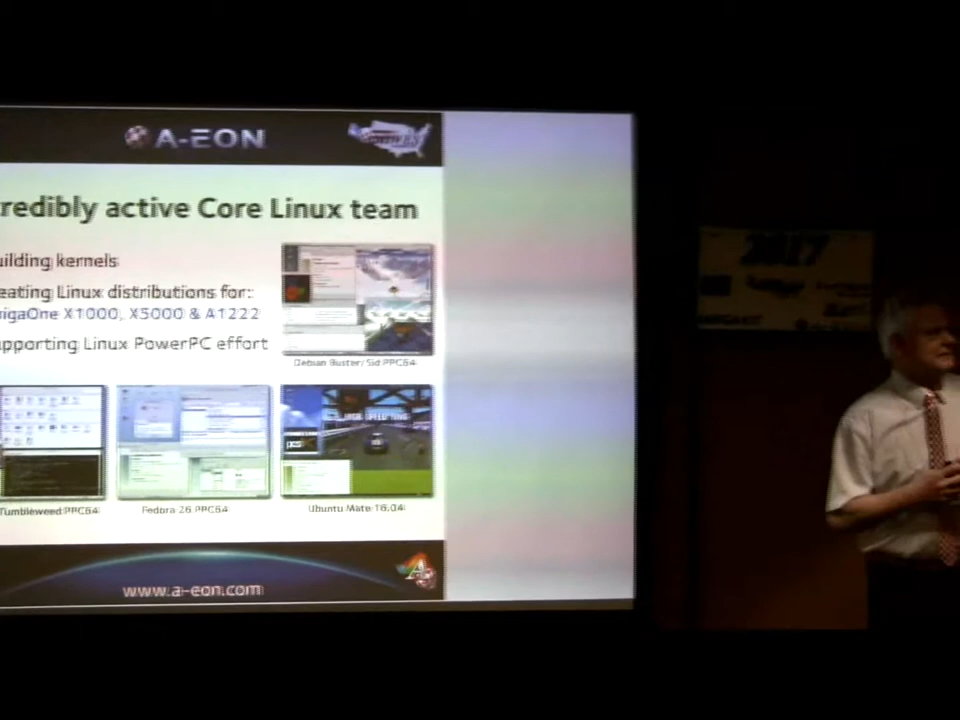 A-EON
redibly active Core Linux team
uilding kernels
eating Linux distributions for:
nigaOne X1000, X5000 & A1222
upporting Linux PowerPC effort
Debian Buster/Sid PPC64
Tumbleweed PPC64
Fedora 26 PPC64
Ubuntu Mate 16.04
www.a-eon.com
2017